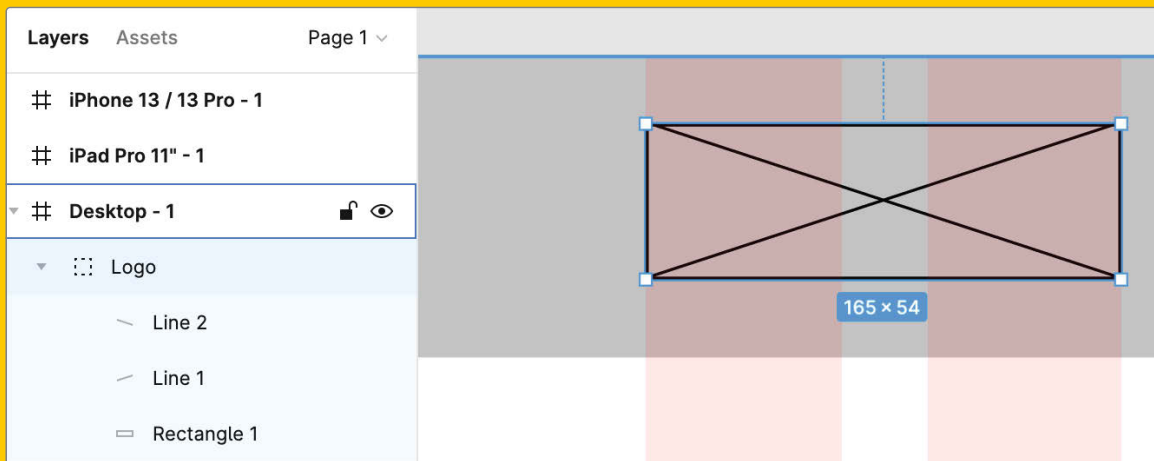 Layers Assets Page 1
iPhone 13 / 13 Pro - 1
iPad Pro 11" - 1
Desktop - 1
Logo
Line 2
Line 1
Rectangle 1
165 × 54